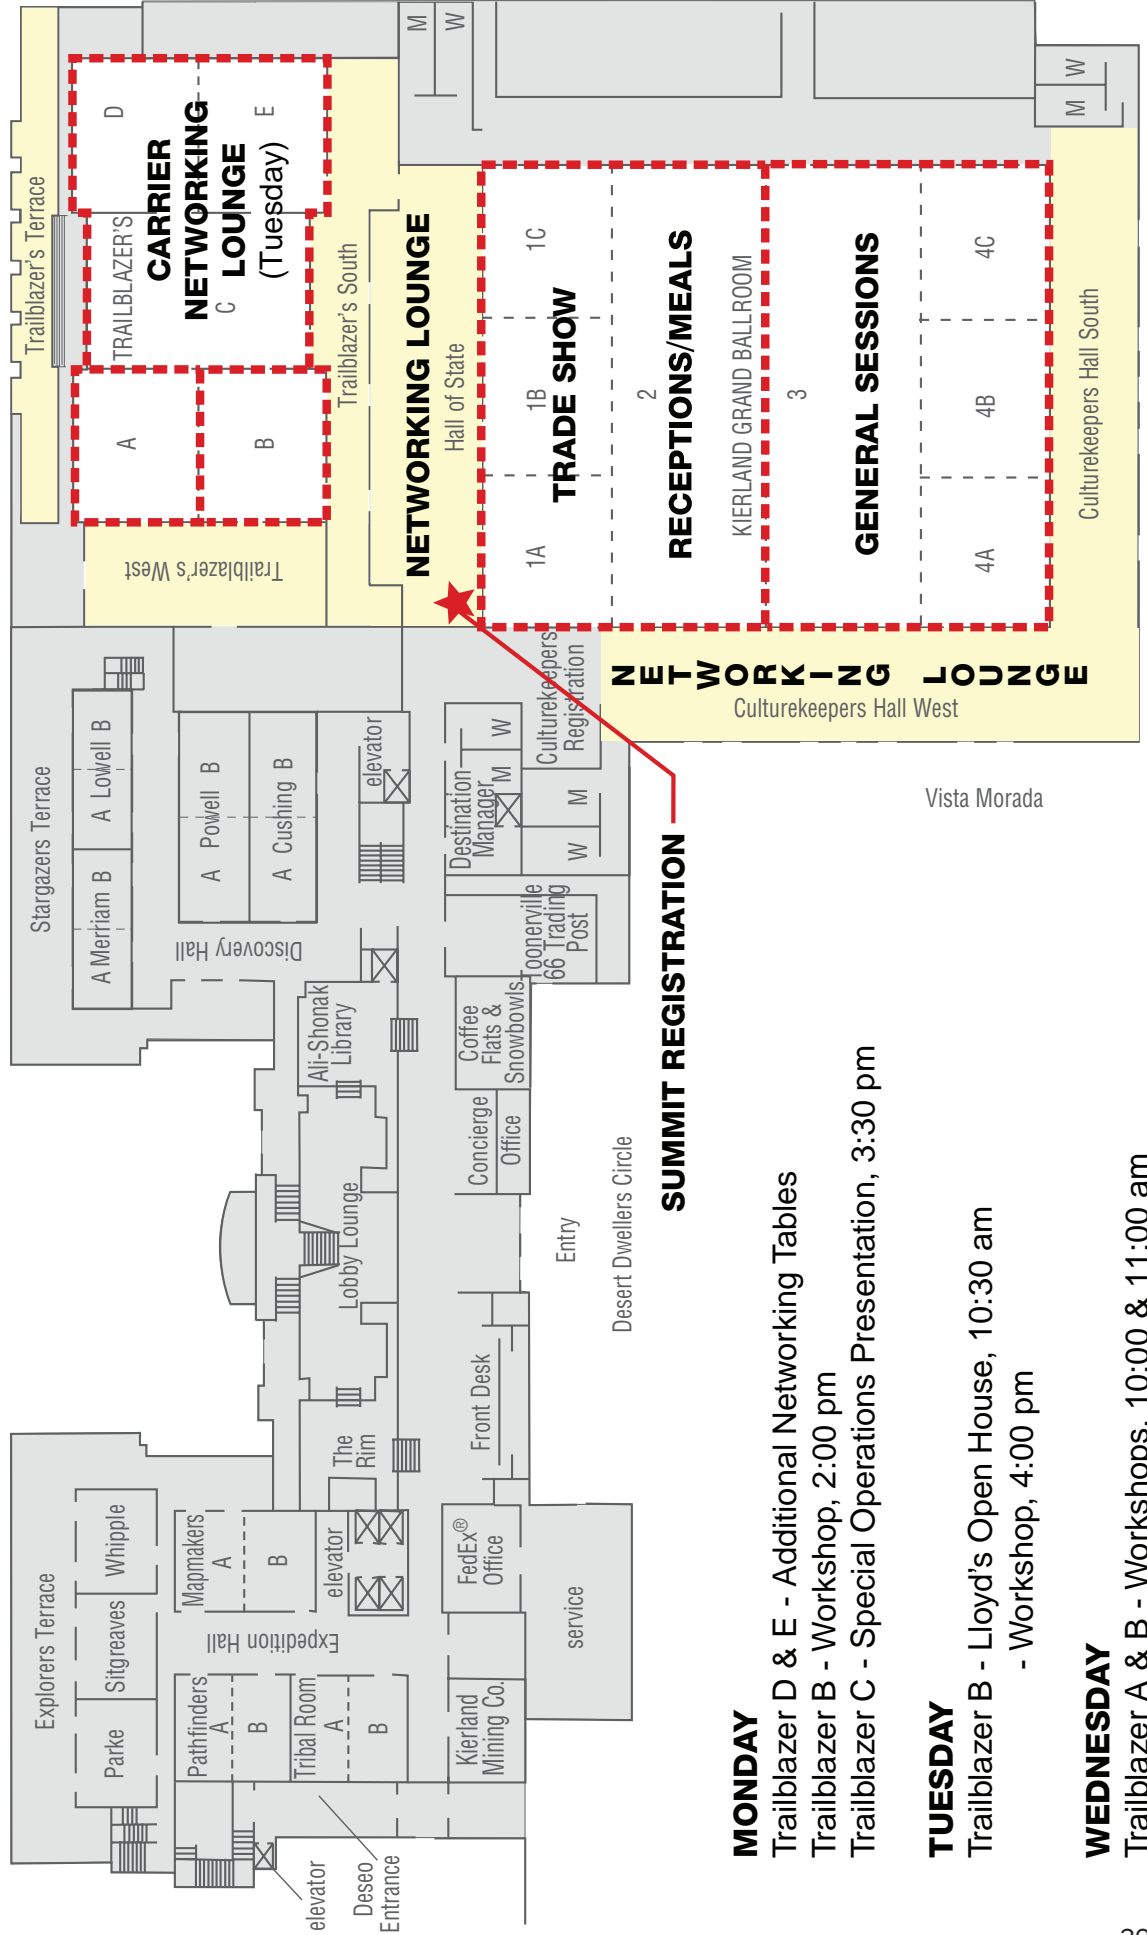 Explorers Terrace
Parke
Sitgreaves
Whipple
Pathfinders
A
B
Tribal Room
A
B
Expedition Hall
Mapmakers
A
B
elevator
elevator
Deseo
Entrance
Kierland
Mining Co.
FedEx®
Office
service
The
Rim
Front Desk
Lobby Lounge
Entry
Desert Dwellers Circle
Ali-Shonak
Library
Concierge
Office
Coffee
Flats &
Snowbowls
Toonerville
66 Trading
Post
Stargazers Terrace
A Merriam B
A Lowell B
A Powell B
A Cushing B
Discovery Hall
elevator
Destination
Manager
W
M
W
M
Culturekeepers
Registration
Trailblazer's Terrace
TRAILBLAZER'S
A
B
C
D
E
CARRIER
NETWORKING
LOUNGE
(Tuesday)
Trailblazer's West
Trailblazer's South
NETWORKING LOUNGE
Hall of State
M
W
1A
1B
1C
TRADE SHOW
2
RECEPTIONS/MEALS
KIERLAND GRAND BALLROOM
3
GENERAL SESSIONS
4A
4B
4C
M
W
NETWORKING LOUNGE
Culturekeepers Hall West
Culturekeepers Hall South
Vista Morada
SUMMIT REGISTRATION
MONDAY
Trailblazer D & E - Additional Networking Tables
Trailblazer B - Workshop, 2:00 pm
Trailblazer C - Special Operations Presentation, 3:30 pm
TUESDAY
Trailblazer B - Lloyd's Open House, 10:30 am
- Workshop, 4:00 pm
WEDNESDAY
Trailblazer A & B - Workshops, 10:00 & 11:00 am